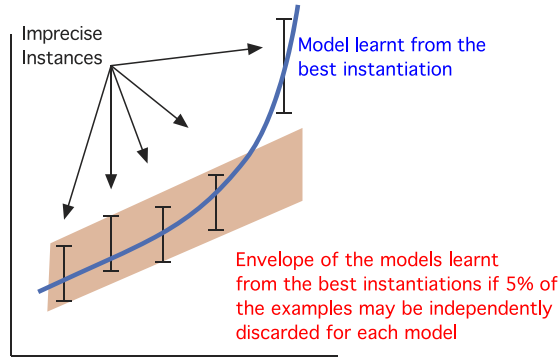 Imprecise
Instances
Model learnt from the
best instantiation
Envelope of the models learnt
from the best instantiations if 5% of
the examples may be independently
discarded for each model